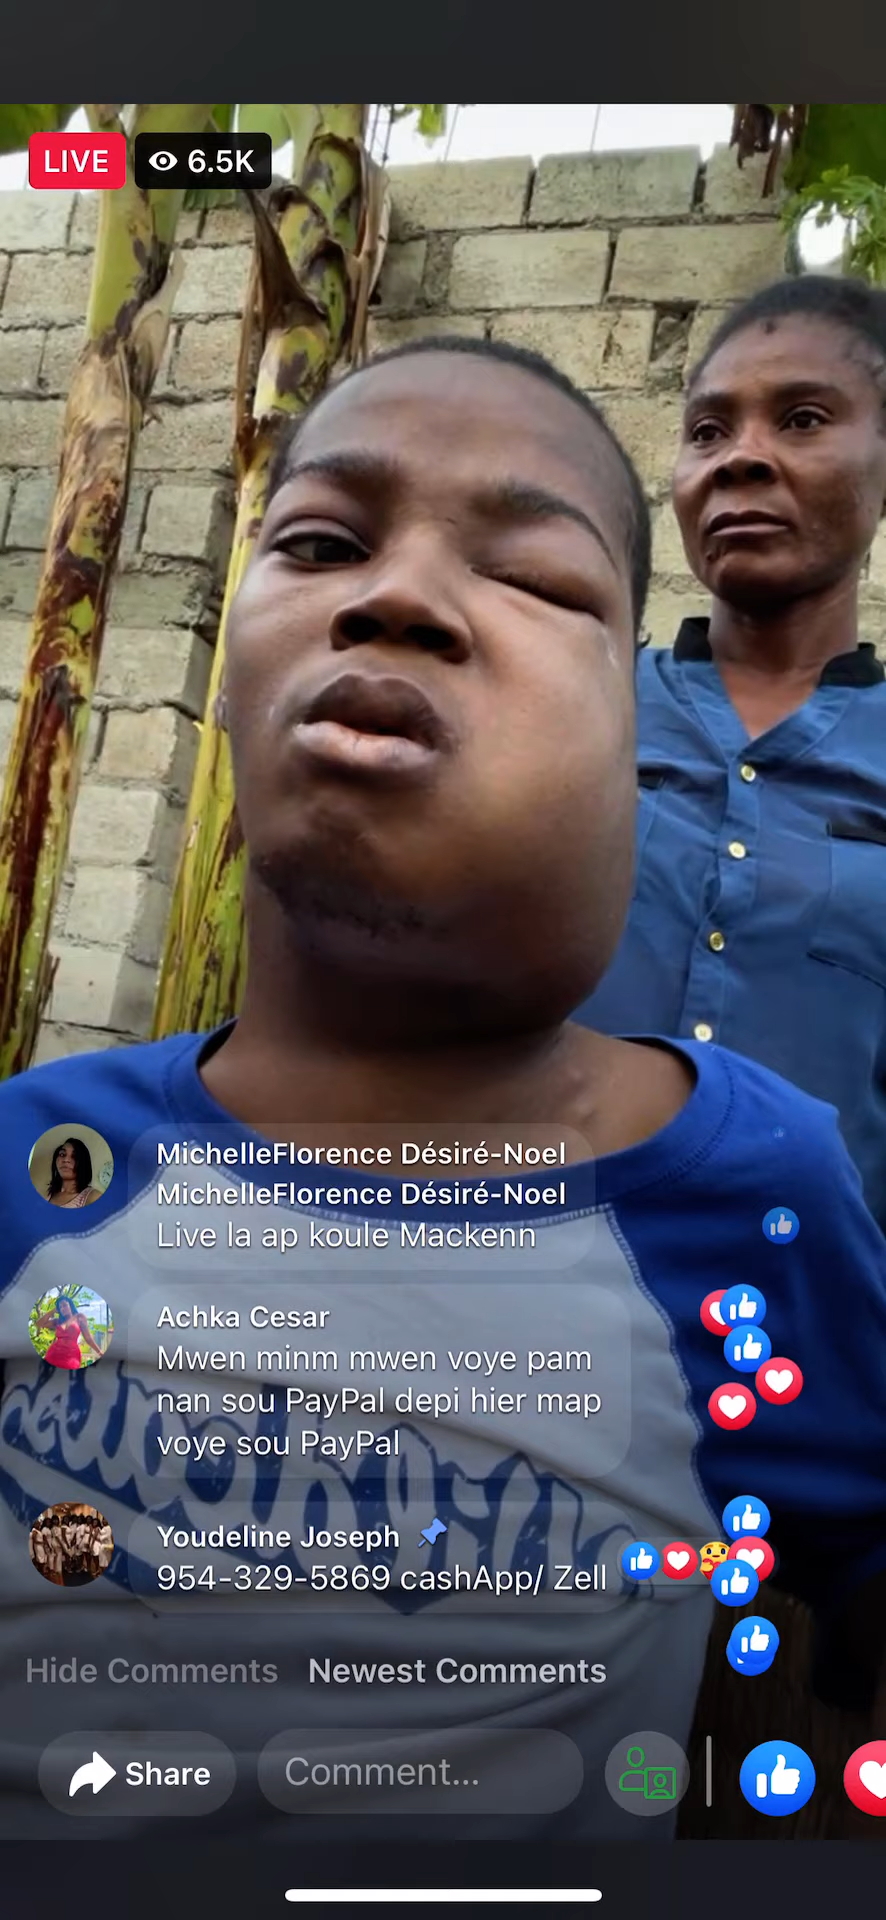 LIVE 6.5K
MichelleFlorence Désiré-Noel
MichelleFlorence Désiré-Noel
Live la ap koule Mackenn
Achka Cesar
Mwen minm mwen voye pam
nan sou PayPal depi hier map
voye sou PayPal
Youdeline Joseph
954-329-5869 cashApp/ Zell
Hide Comments Newest Comments
Share Comment...